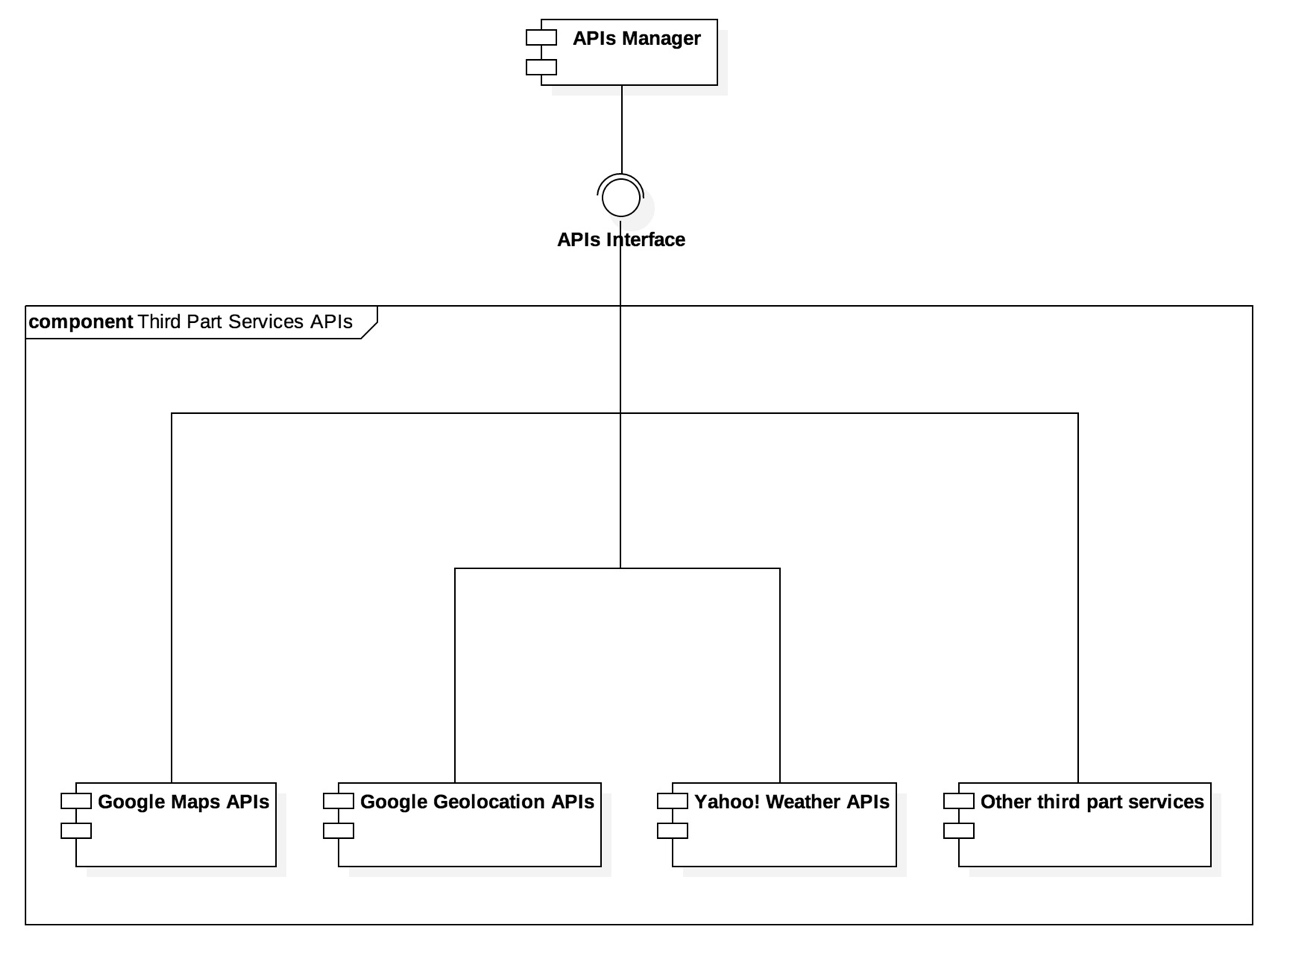 APIs Manager
APIs Interface
component Third Part Services APIs
Google Maps APIs
Google Geolocation APIs
Yahoo! Weather APIs
Other third part services